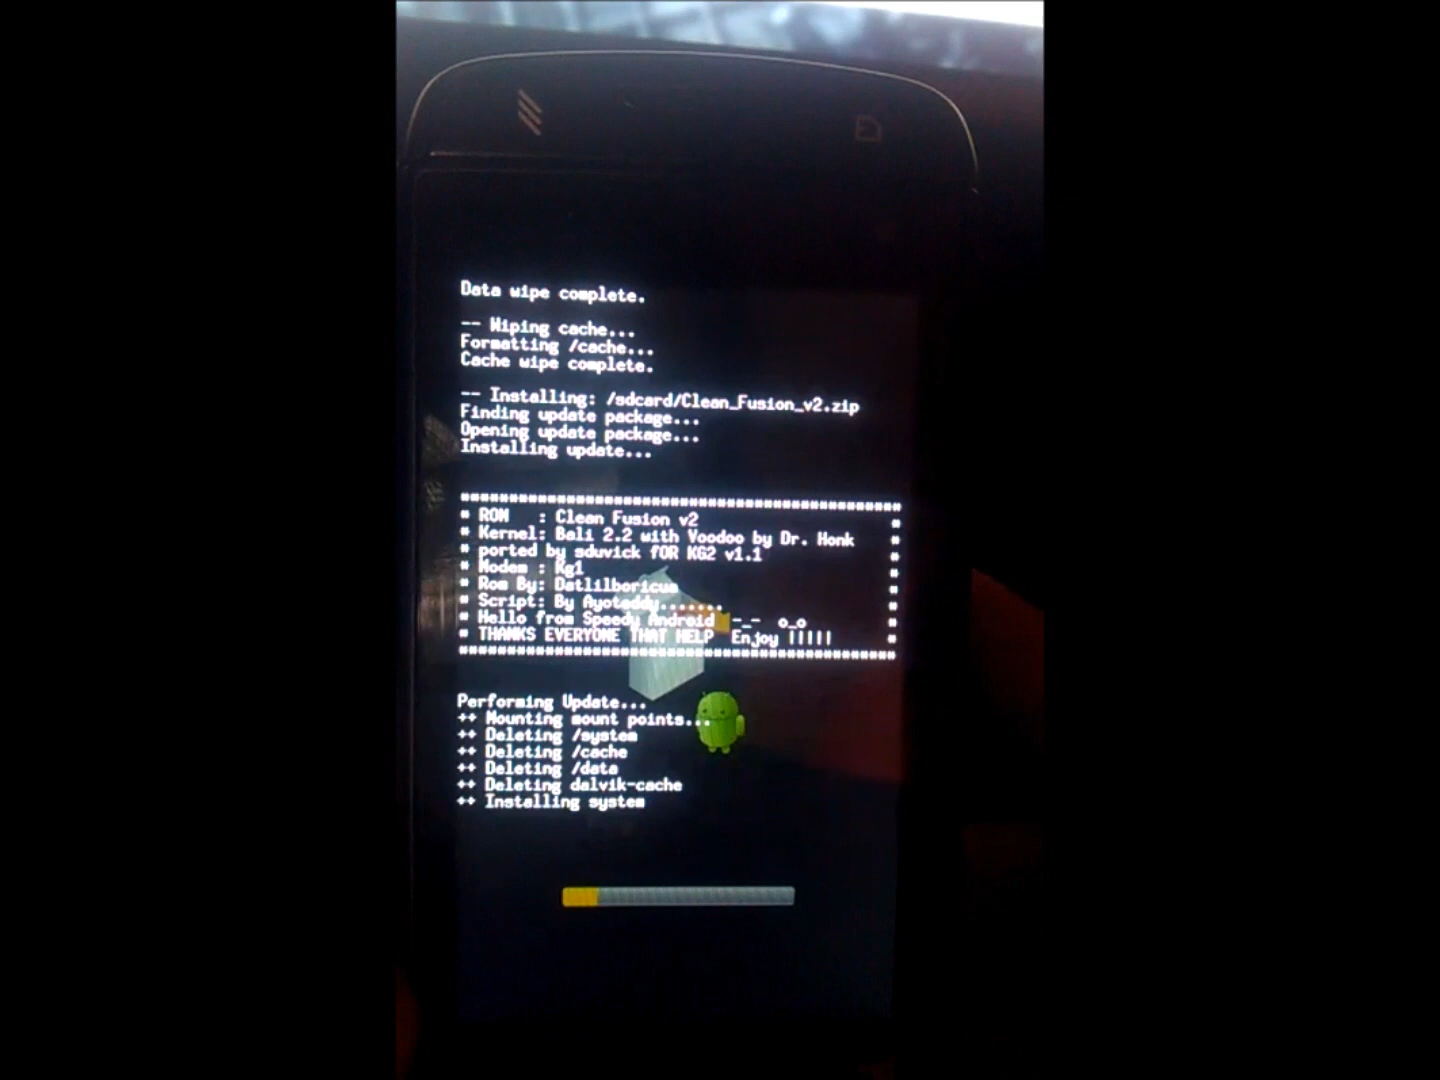 Data wipe complete.
-- Wiping cache...
Formatting /cache...
Cache wipe complete.
-- Installing: /sdcard/Clean_Fusion_v2.zip
Finding update package...
Opening update package...
Installing update...
**********************************************
* ROM   : Clean Fusion v2 *
* Kernel: Bali 2.2 with Voodoo by Dr. Honk *
* ported by sduvick fOR KG2 v1.1 *
* Modem : Kg1 *
* Rom By: Datlilboricua *
* Script: By Ayoteddy....... *
* Hello from Speedy Android  -_-  o_o *
* THANKS EVERYONE THAT HELP  Enjoy !!!!! *
**********************************************
Performing Update...
++ Mounting mount points...
++ Deleting /system
++ Deleting /cache
++ Deleting /data
++ Deleting dalvik-cache
++ Installing system